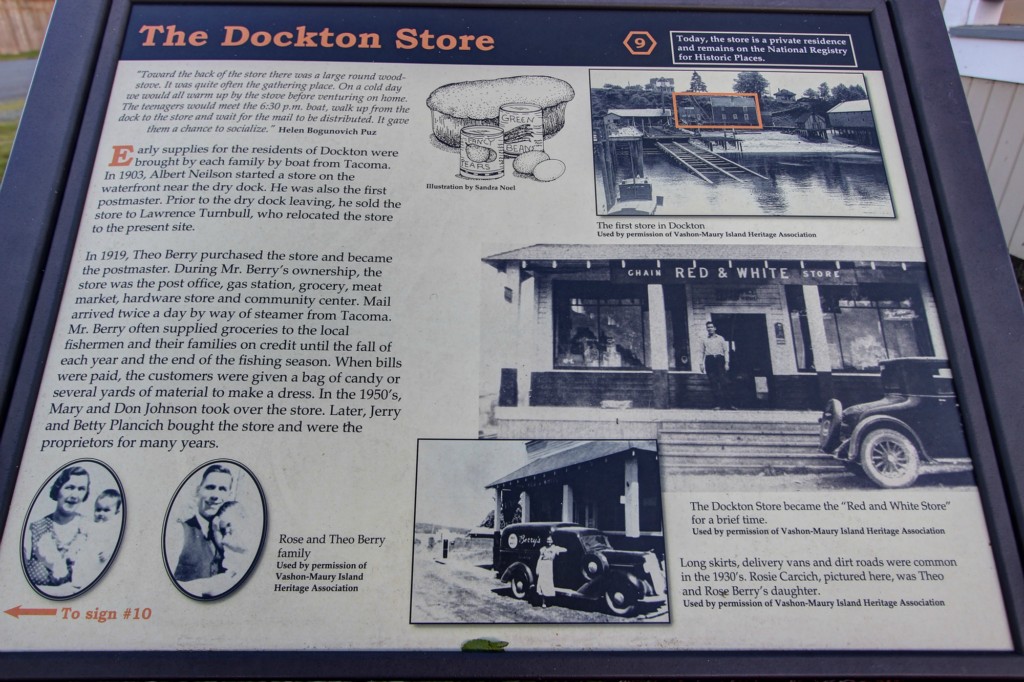 The Dockton Store
9
Today, the store is a private residence
and remains on the National Registry
for Historic Places.
"Toward the back of the store there was a large round wood-
stove. It was quite often the gathering place. On a cold day
we would all warm up by the stove before venturing on home.
The teenagers would meet the 6:30 p.m. boat, walk up from the
dock to the store and wait for the mail to be distributed. It gave
them a chance to socialize." Helen Bogunovich Puz
Early supplies for the residents of Dockton were
brought by each family by boat from Tacoma.
In 1903, Albert Neilson started a store on the
waterfront near the dry dock. He was also the first
postmaster. Prior to the dry dock leaving, he sold the
store to Lawrence Turnbull, who relocated the store
to the present site.
In 1919, Theo Berry purchased the store and became
the postmaster. During Mr. Berry's ownership, the
store was the post office, gas station, grocery, meat
market, hardware store and community center. Mail
arrived twice a day by way of steamer from Tacoma.
Mr. Berry often supplied groceries to the local
fishermen and their families on credit until the fall of
each year and the end of the fishing season. When bills
were paid, the customers were given a bag of candy or
several yards of material to make a dress. In the 1950's,
Mary and Don Johnson took over the store. Later, Jerry
and Betty Plancich bought the store and were the
proprietors for many years.
GREEN
BEANS
FANCY
PEARS
Illustration by Sandra Noel
The first store in Dockton
Used by permission of Vashon-Maury Island Heritage Association
CHAIN RED & WHITE STORE
The Dockton Store became the "Red and White Store"
for a brief time.
Used by permission of Vashon-Maury Island Heritage Association
Berry's
Long skirts, delivery vans and dirt roads were common
in the 1930's. Rosie Carcich, pictured here, was Theo
and Rose Berry's daughter.
Used by permission of Vashon-Maury Island Heritage Association
Rose and Theo Berry
family
Used by permission of
Vashon-Maury Island
Heritage Association
To sign #10